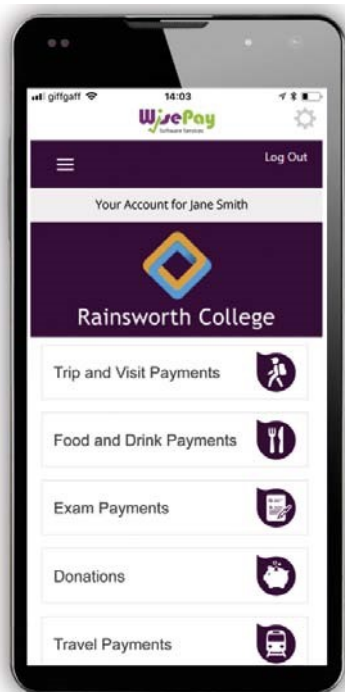 giffgaff 14:03
WisePay
Software Services
Log Out
Your Account for Jane Smith
Rainsworth College
Trip and Visit Payments
Food and Drink Payments
Exam Payments
Donations
Travel Payments